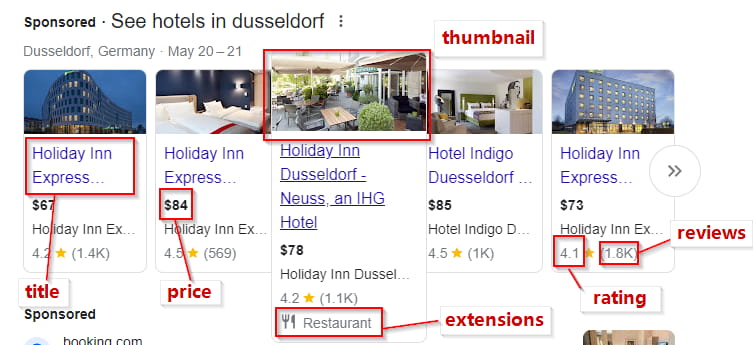 Sponsored · See hotels in dusseldorf
Dusseldorf, Germany · May 20–21
thumbnail
Holiday Inn
Express…
$67
Holiday Inn Ex…
4.2 ★ (1.4K)
Holiday Inn
Express…
$84
Holiday Inn Ex…
4.5 ★ (569)
Holiday Inn
Dusseldorf -
Neuss, an IHG
Hotel
$78
Holiday Inn Dussel…
4.2 ★ (1.1K)
Restaurant
Hotel Indigo
Duesseldorf …
$85
Hotel Indigo D…
4.5 ★ (1K)
Holiday Inn
Express…
$73
Holiday Inn Ex…
4.1 ★ (1.8K)
title
price
extensions
rating
reviews
Sponsored
booking.com